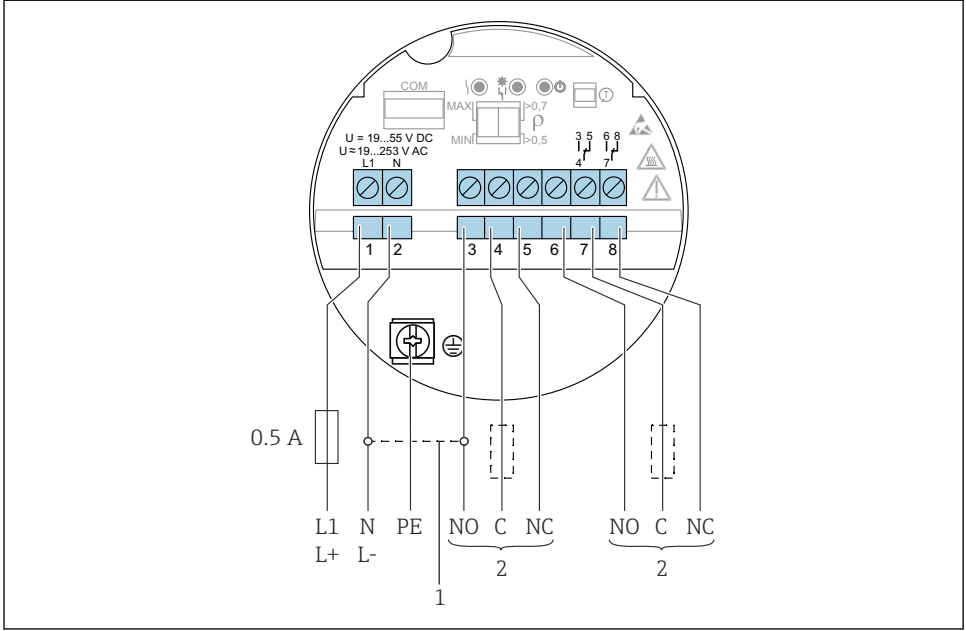 COM
MAX
>0,7
ρ
MIN
>0,5
T
U = 19...55 V DC
U≂19...253 V AC
L1 N
3 5
4
6 8
7
1 2 3 4 5 6 7 8
0.5 A
L1 N PE NO C NC NO C NC
L+ L-
2 2
1